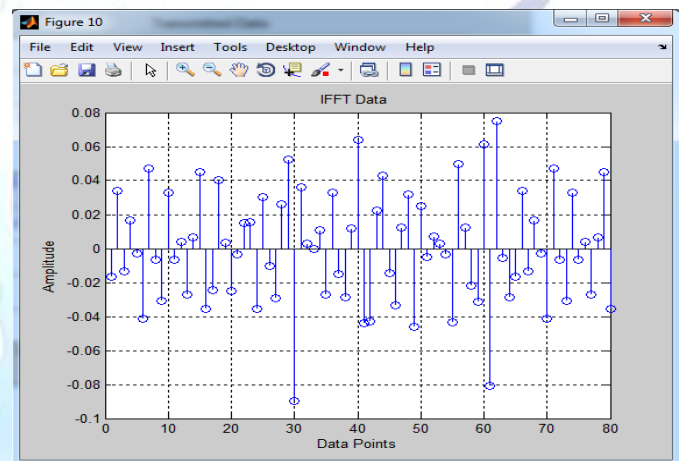 Figure 10
File Edit View Insert Tools Desktop Window Help
IFFT Data
0.08
0.06
0.04
0.02
0
-0.02
-0.04
-0.06
-0.08
-0.1
Amplitude
0 10 20 30 40 50 60 70 80
Data Points